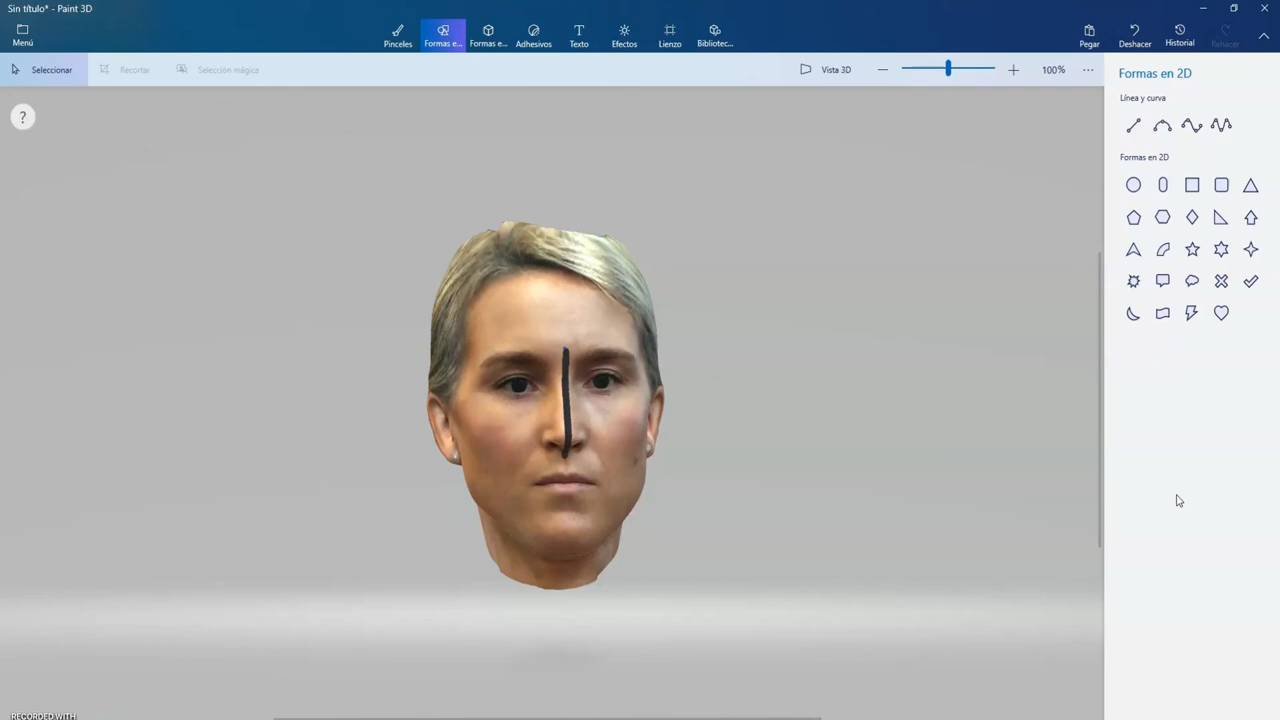 Sin título* - Paint 3D
Menú
Pinceles
Formas e...
Formas e...
Adhesivos
Texto
Efectos
Lienzo
Bibliotec...
Pegar
Deshacer
Historial
Rehacer
Seleccionar
Recortar
Selección mágica
Vista 3D
100%
?
Formas en 2D
Línea y curva
Formas en 2D
RECORDED WITH